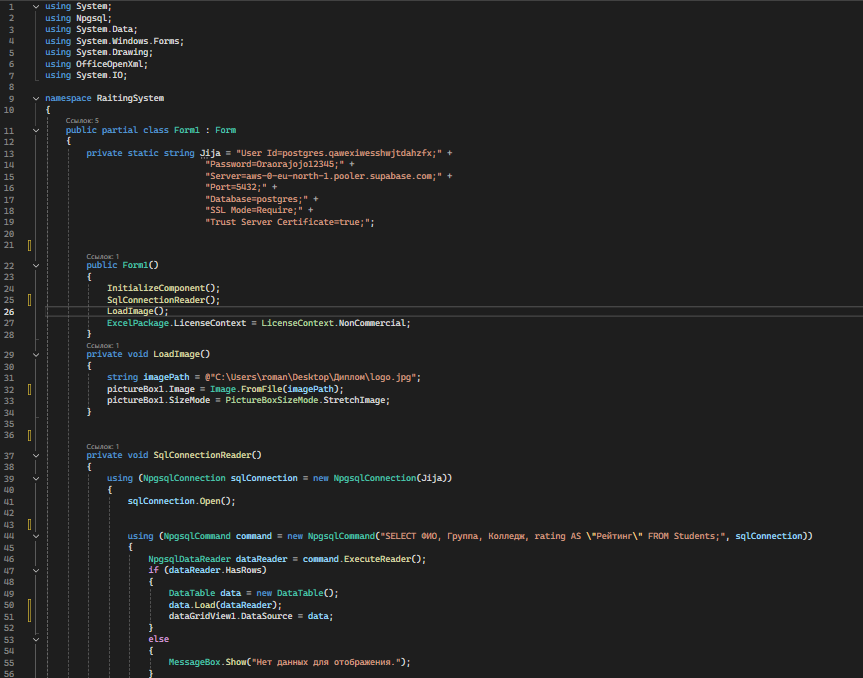 1 using System;
2 using Npgsql;
3 using System.Data;
4 using System.Windows.Forms;
5 using System.Drawing;
6 using OfficeOpenXml;
7 using System.IO;
8
9 namespace RaitingSystem
10 {
Ссылок: 5
11 public partial class Form1 : Form
12 {
13 private static string Jija = "User Id=postgres.qawexiwesshwjtdahzfx;" +
14 "Password=Oraorajojo12345;" +
15 "Server=aws-0-eu-north-1.pooler.supabase.com;" +
16 "Port=5432;" +
17 "Database=postgres;" +
18 "SSL Mode=Require;" +
19 "Trust Server Certificate=true;";
20
21
Ссылок: 1
22 public Form1()
23 {
24 InitializeComponent();
25 SqlConnectionReader();
26 LoadImage();
27 ExcelPackage.LicenseContext = LicenseContext.NonCommercial;
28 }
Ссылок: 1
29 private void LoadImage()
30 {
31 string imagePath = @"C:\Users\roman\Desktop\Диплом\logo.jpg";
32 pictureBox1.Image = Image.FromFile(imagePath);
33 pictureBox1.SizeMode = PictureBoxSizeMode.StretchImage;
34 }
35
36
Ссылок: 1
37 private void SqlConnectionReader()
38 {
39 using (NpgsqlConnection sqlConnection = new NpgsqlConnection(Jija))
40 {
41 sqlConnection.Open();
42
43
44 using (NpgsqlCommand command = new NpgsqlCommand("SELECT ФИО, Группа, Колледж, rating AS \"Рейтинг\" FROM Students;", sqlConnection))
45 {
46 NpgsqlDataReader dataReader = command.ExecuteReader();
47 if (dataReader.HasRows)
48 {
49 DataTable data = new DataTable();
50 data.Load(dataReader);
51 dataGridView1.DataSource = data;
52 }
53 else
54 {
55 MessageBox.Show("Нет данных для отображения.");
56 }